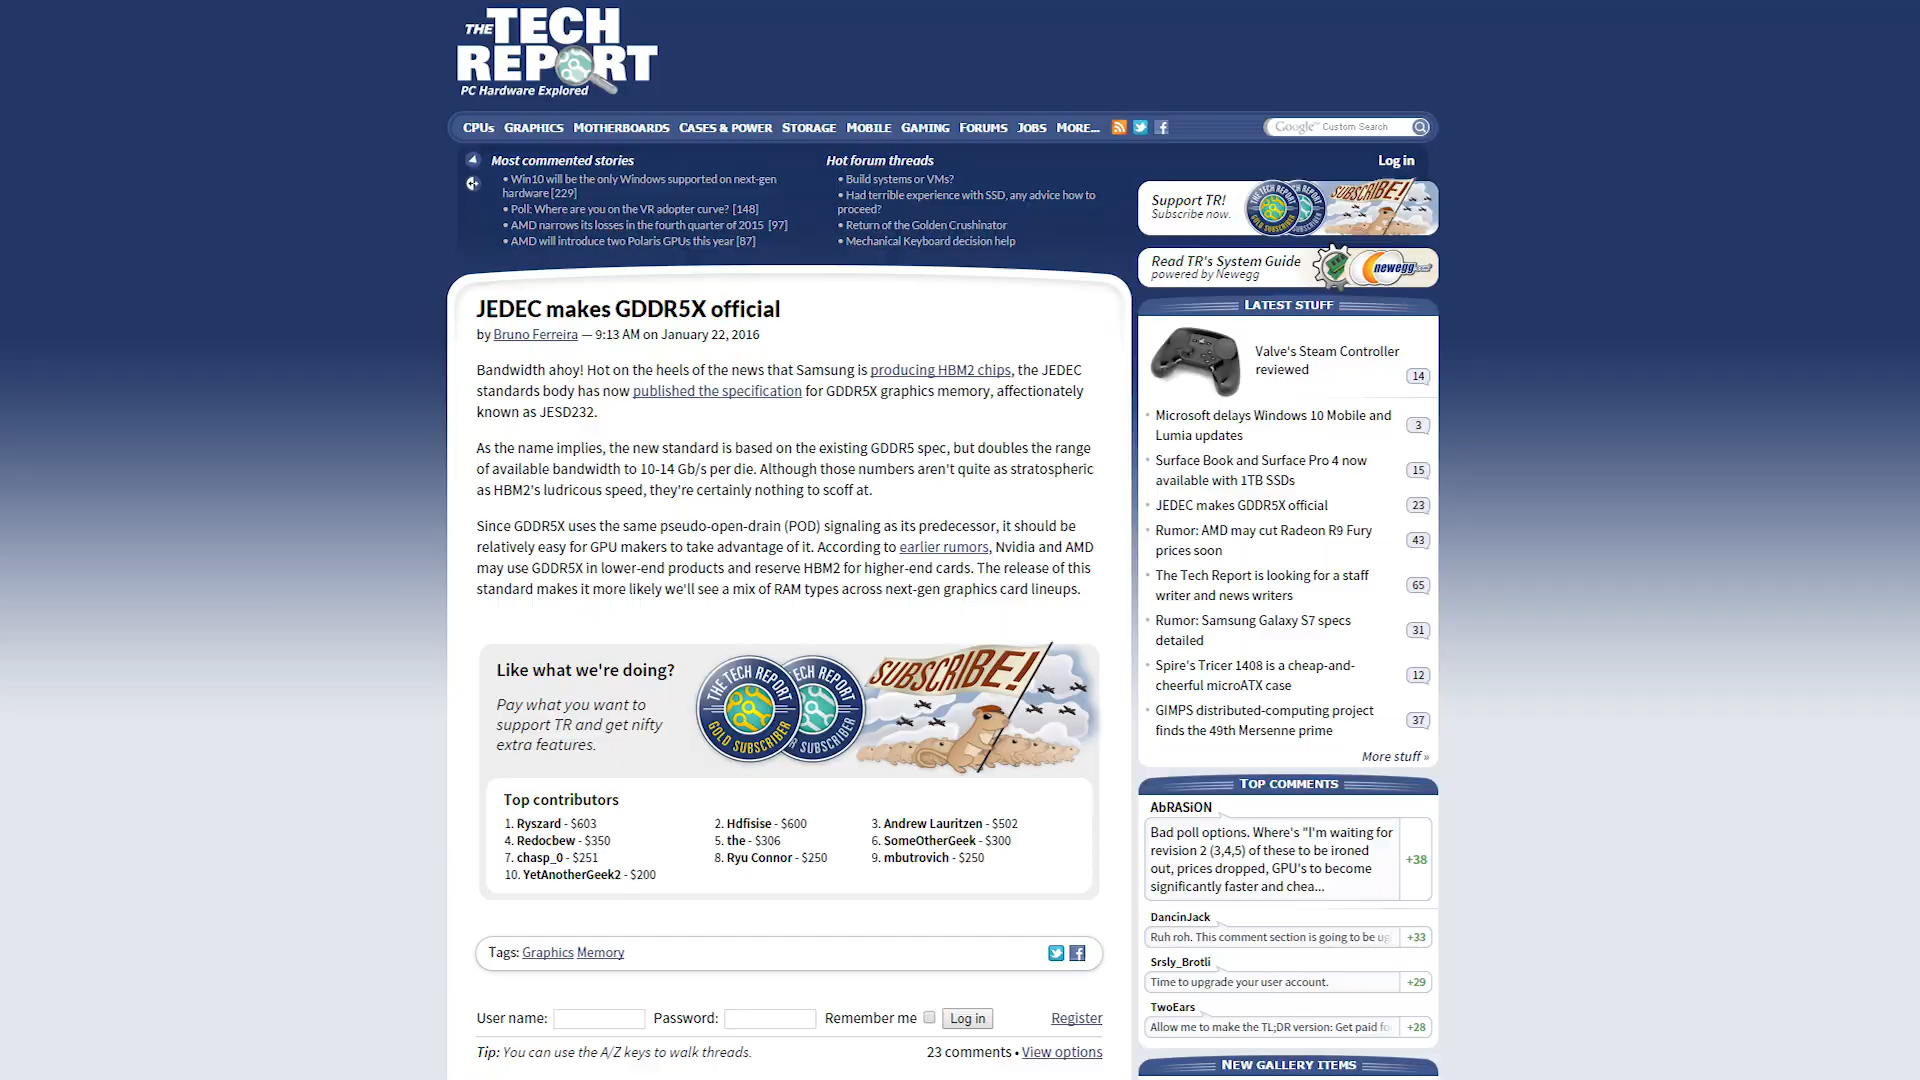 THE TECH
REPORT
PC Hardware Explored
CPUs GRAPHICS MOTHERBOARDS CASES & POWER STORAGE MOBILE GAMING FORUMS JOBS MORE...
Google™ Custom Search
Most commented stories
• Win10 will be the only Windows supported on next-gen
hardware [229]
• Poll: Where are you on the VR adopter curve? [148]
• AMD narrows its losses in the fourth quarter of 2015 [97]
• AMD will introduce two Polaris GPUs this year [87]
Hot forum threads
• Build systems or VMs?
• Had terrible experience with SSD, any advice how to
proceed?
• Return of the Golden Crushinator
• Mechanical Keyboard decision help
Log in
Support TR!
Subscribe now.
SUBSCRIBE!
Read TR's System Guide
powered by Newegg
newegg
JEDEC makes GDDR5X official
by Bruno Ferreira — 9:13 AM on January 22, 2016
Bandwidth ahoy! Hot on the heels of the news that Samsung is producing HBM2 chips, the JEDEC
standards body has now published the specification for GDDR5X graphics memory, affectionately
known as JESD232.
As the name implies, the new standard is based on the existing GDDR5 spec, but doubles the range
of available bandwidth to 10-14 Gb/s per die. Although those numbers aren't quite as stratospheric
as HBM2's ludicrous speed, they're certainly nothing to scoff at.
Since GDDR5X uses the same pseudo-open-drain (POD) signaling as its predecessor, it should be
relatively easy for GPU makers to take advantage of it. According to earlier rumors, Nvidia and AMD
may use GDDR5X in lower-end products and reserve HBM2 for higher-end cards. The release of this
standard makes it more likely we'll see a mix of RAM types across next-gen graphics card lineups.
Like what we're doing?
Pay what you want to
support TR and get nifty
extra features.
THE TECH REPORT
GOLD SUBSCRIBER
ECH REPORT
R SUBSCRIBER
SUBSCRIBE!
Top contributors
1. Ryszard - $603 2. Hdfisise - $600 3. Andrew Lauritzen - $502
4. Redocbew - $350 5. the - $306 6. SomeOtherGeek - $300
7. chasp_0 - $251 8. Ryu Connor - $250 9. mbutrovich - $250
10. YetAnotherGeek2 - $200
Tags: Graphics Memory
User name: Password: Remember me Log in Register
Tip: You can use the A/Z keys to walk threads. 23 comments • View options
LATEST STUFF
Valve's Steam Controller
reviewed 14
Microsoft delays Windows 10 Mobile and
Lumia updates 3
Surface Book and Surface Pro 4 now
available with 1TB SSDs 15
JEDEC makes GDDR5X official 23
Rumor: AMD may cut Radeon R9 Fury
prices soon 43
The Tech Report is looking for a staff
writer and news writers 65
Rumor: Samsung Galaxy S7 specs
detailed 31
Spire's Tricer 1408 is a cheap-and-
cheerful microATX case 12
GIMPS distributed-computing project
finds the 49th Mersenne prime 37
More stuff »
TOP COMMENTS
AbRASiON
Bad poll options. Where's "I'm waiting for
revision 2 (3,4,5) of these to be ironed
out, prices dropped, GPU's to become
significantly faster and chea...
+38
DancinJack
Ruh roh. This comment section is going to be ug +33
Srsly_Brotli
Time to upgrade your user account. +29
TwoEars
Allow me to make the TL;DR version: Get paid fo +28
NEW GALLERY ITEMS